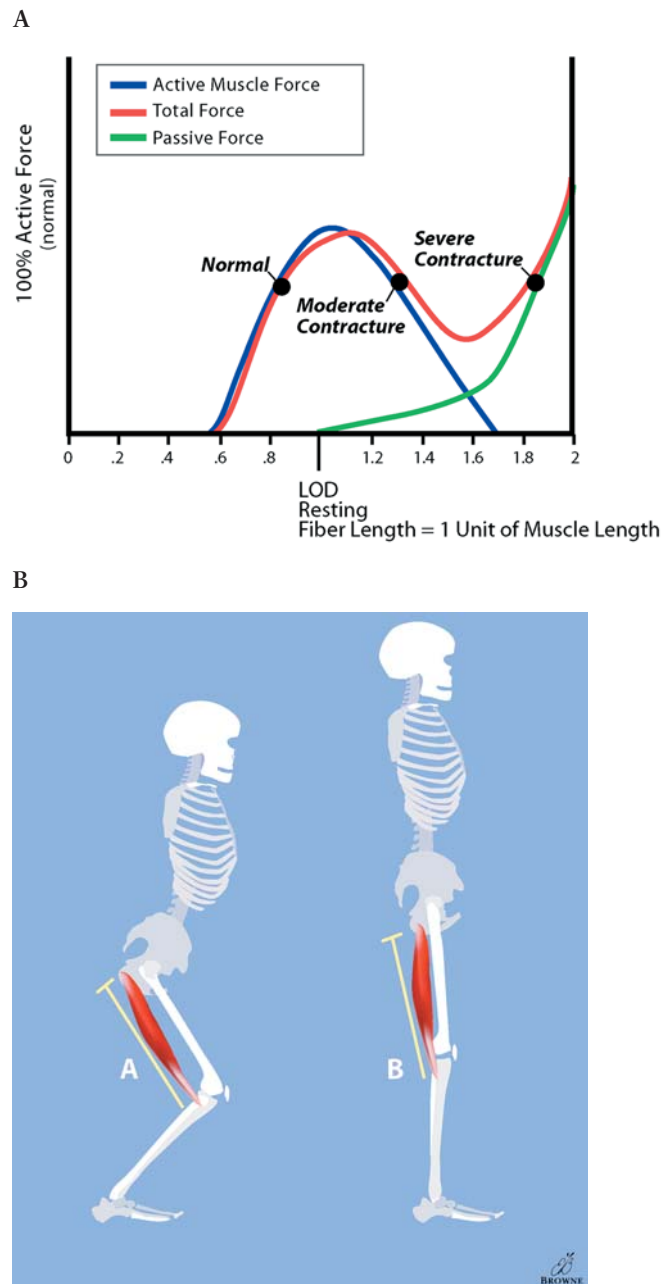 A
Active Muscle Force
Total Force
Passive Force
100% Active Force
(normal)
Normal
Moderate
Contracture
Severe
Contracture
0 .2 .4 .6 .8 1.2 1.4 1.6 1.8 2
LOD
Resting
Fiber Length = 1 Unit of Muscle Length
B
A
B
BROWNE